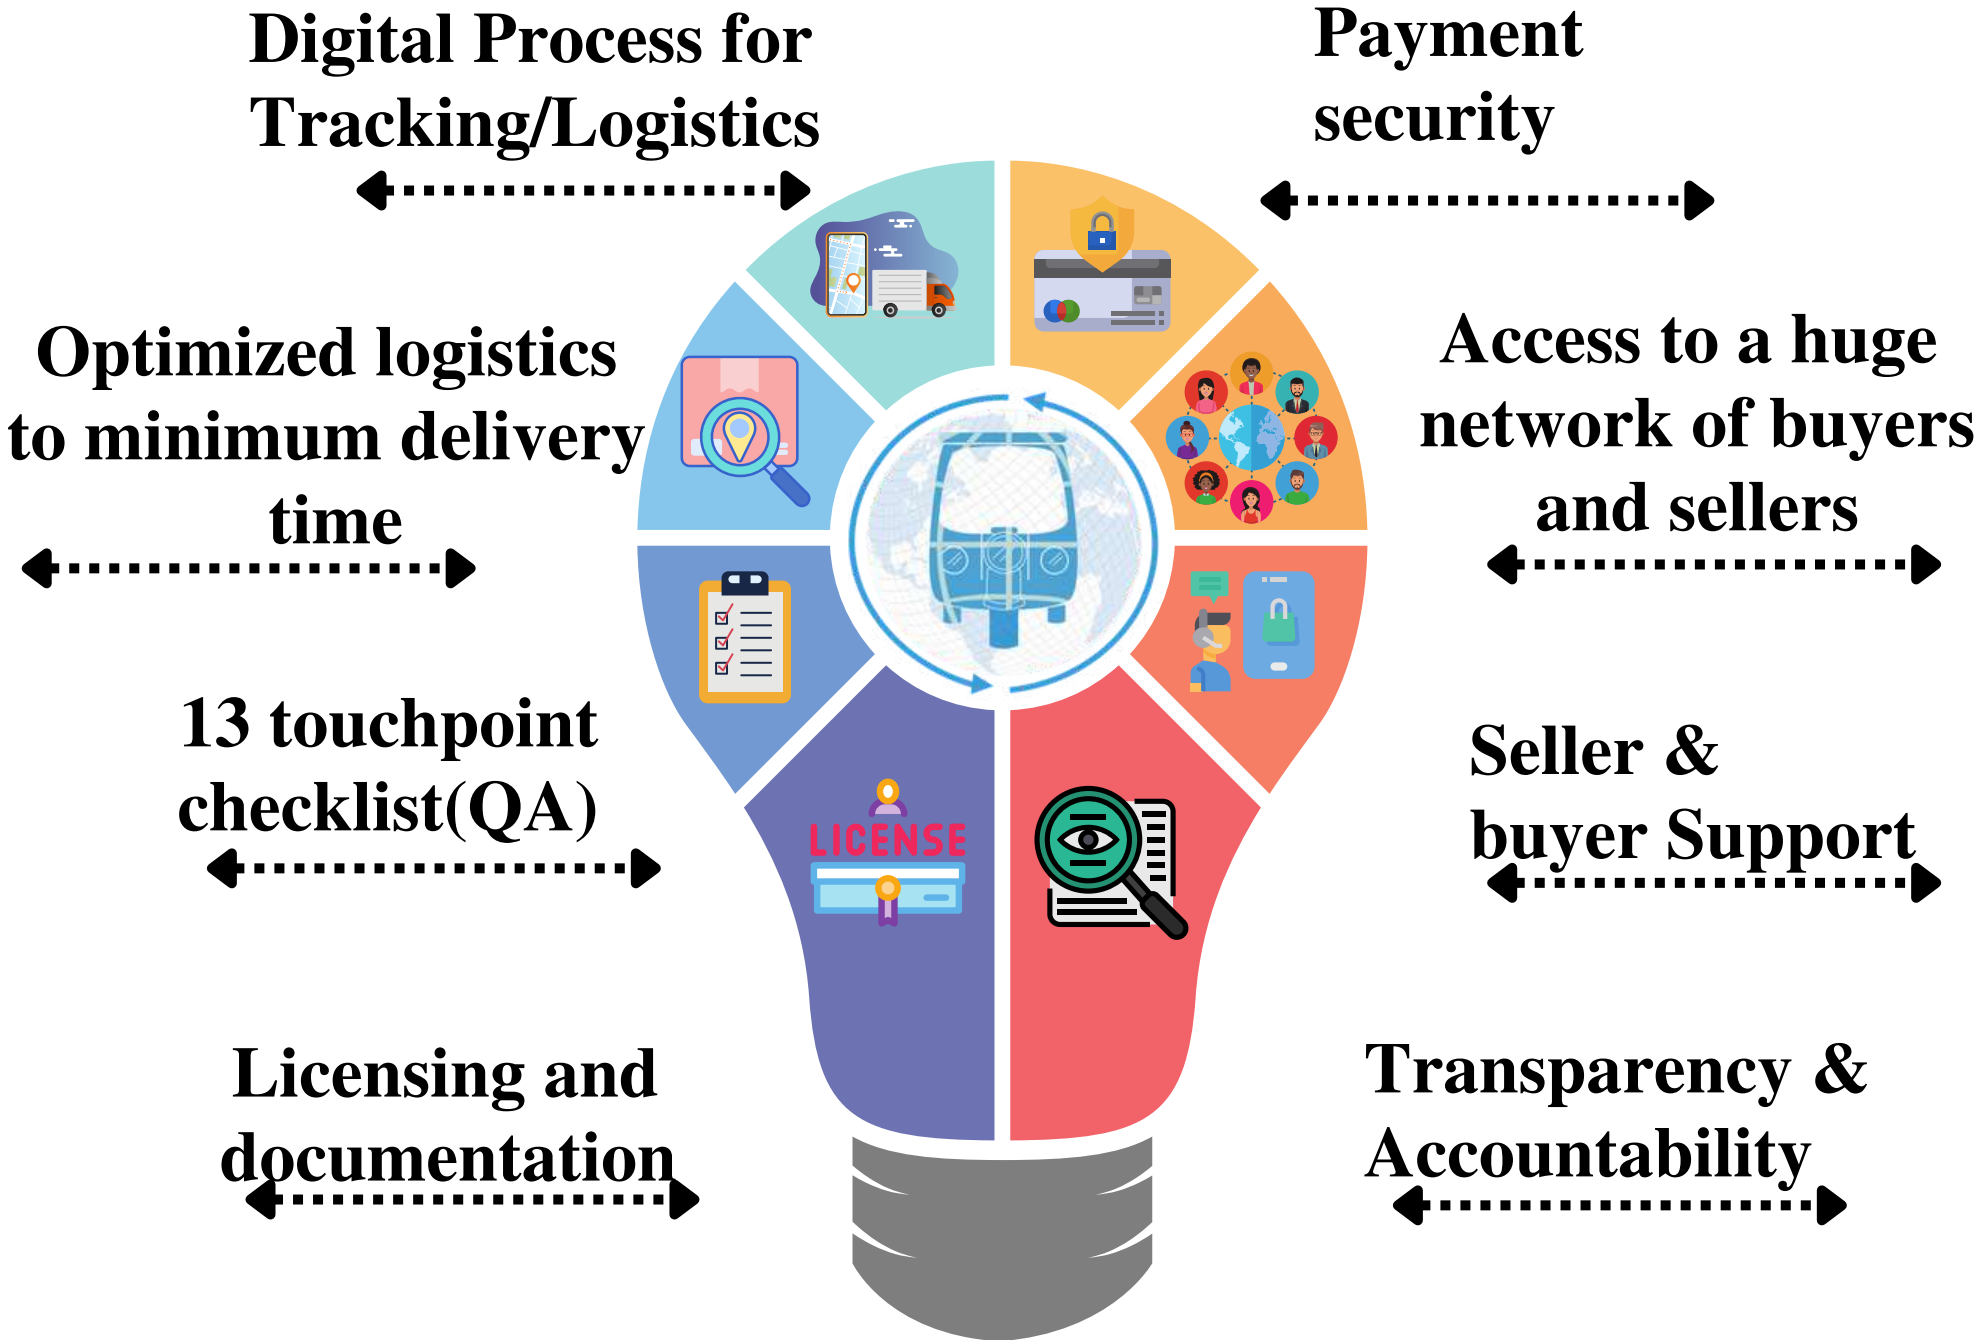 Digital Process for
Tracking/Logistics
Payment
security
Optimized logistics
to minimum delivery
time
Access to a huge
network of buyers
and sellers
13 touchpoint
checklist(QA)
Seller &
buyer Support
LICENSE
Licensing and
documentation
Transparency &
Accountability